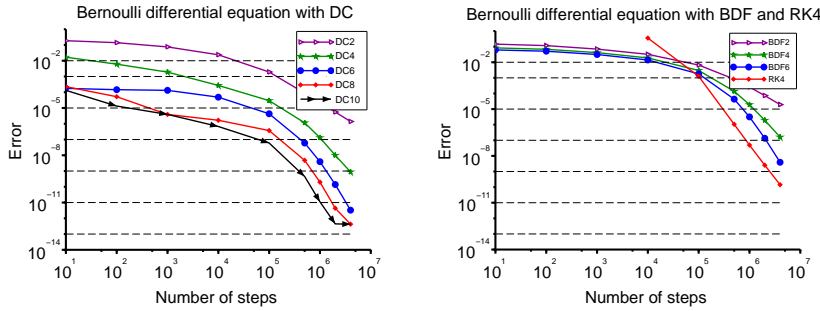 Bernoulli differential equation with DC
DC2
DC4
DC6
DC8
DC10
10^−2
10^−5
10^−8
10^−11
10^−14
Error
10^1 10^2 10^3 10^4 10^5 10^6 10^7
Number of steps
Bernoulli differential equation with BDF and RK4
BDF2
BDF4
BDF6
RK4
10^−2
10^−5
10^−8
10^−11
10^−14
Error
10^1 10^2 10^3 10^4 10^5 10^6 10^7
Number of steps